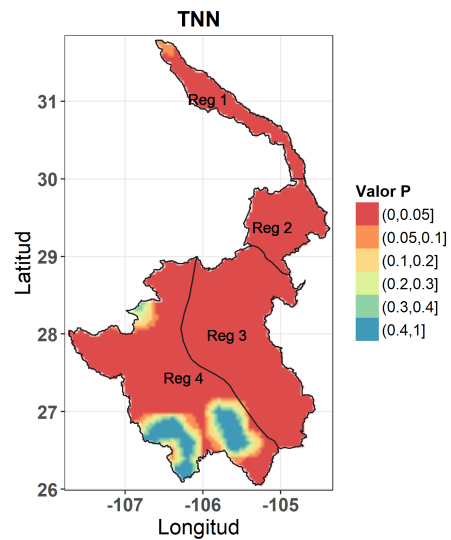 TNN
Latitud
31
30
29
28
27
26
Reg 1
Reg 2
Reg 3
Reg 4
-107
-106
-105
Longitud
Valor P
(0,0.05]
(0.05,0.1]
(0.1,0.2]
(0.2,0.3]
(0.3,0.4]
(0.4,1]